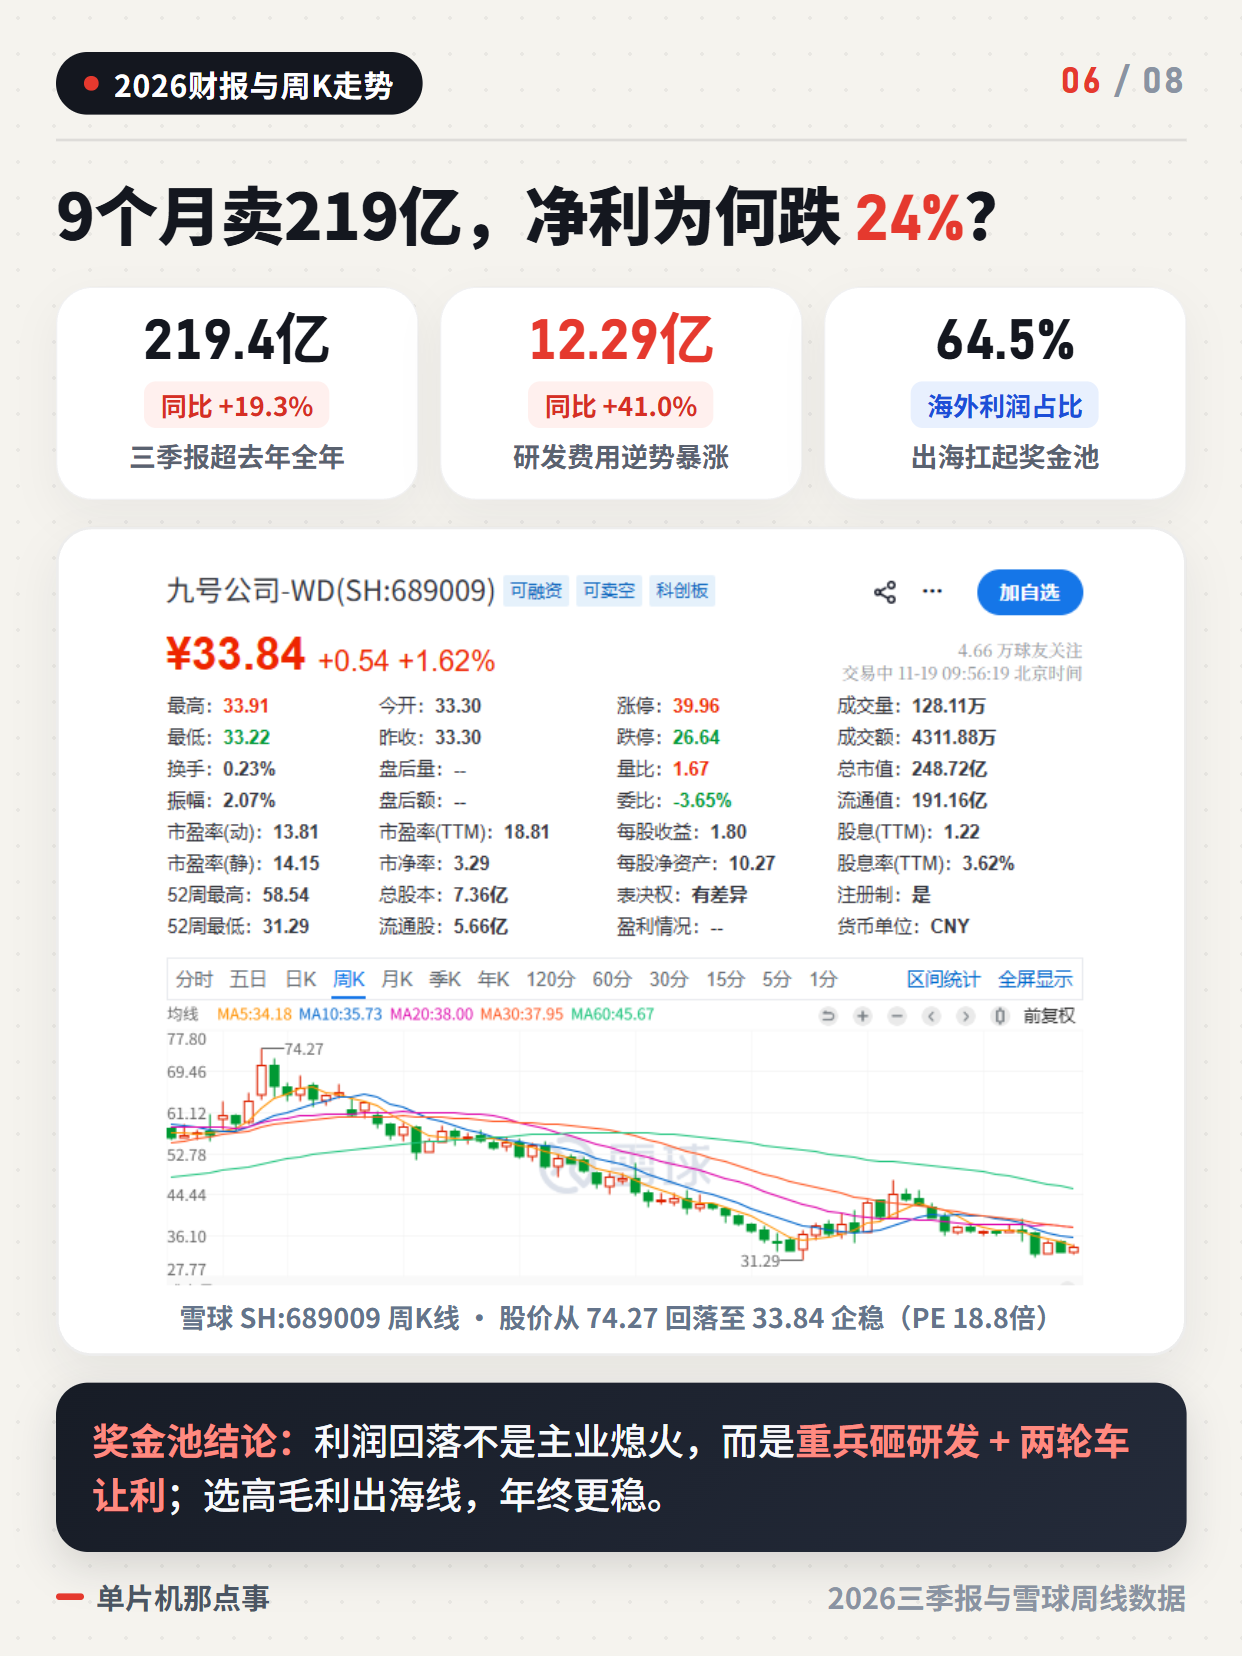 2026财报与周K走势
06 / 08
9个月卖219亿，净利为何跌 24%?
219.4亿
同比 +19.3%
三季报超去年全年
12.29亿
同比 +41.0%
研发费用逆势暴涨
64.5%
海外利润占比
出海扛起奖金池
九号公司-WD(SH:689009) 可融资 可卖空 科创板
加自选
¥33.84 +0.54 +1.62%
4.66 万球友关注
交易中 11-19 09:56:19 北京时间
最高：33.91 今开：33.30 涨停：39.96 成交量：128.11万
最低：33.22 昨收：33.30 跌停：26.64 成交额：4311.88万
换手：0.23% 盘后量：-- 量比：1.67 总市值：248.72亿
振幅：2.07% 盘后额：-- 委比：-3.65% 流通值：191.16亿
市盈率(动)：13.81 市盈率(TTM)：18.81 每股收益：1.80 股息(TTM)：1.22
市盈率(静)：14.15 市净率：3.29 每股净资产：10.27 股息率(TTM)：3.62%
52周最高：58.54 总股本：7.36亿 表决权：有差异 注册制：是
52周最低：31.29 流通股：5.66亿 盈利情况：-- 货币单位：CNY
分时 五日 日K 周K 月K 季K 年K 120分 60分 30分 15分 5分 1分 区间统计 全屏显示
均线 MA5:34.18 MA10:35.73 MA20:38.00 MA30:37.95 MA60:45.67 前复权
77.80
74.27
69.46
61.12
52.78
雪球
44.44
36.10
31.29
27.77
雪球 SH:689009 周K线 · 股价从 74.27 回落至 33.84 企稳（PE 18.8倍）
奖金池结论：利润回落不是主业熄火，而是重兵砸研发 + 两轮车
让利；选高毛利出海线，年终更稳。
单片机那点事
2026三季报与雪球周线数据